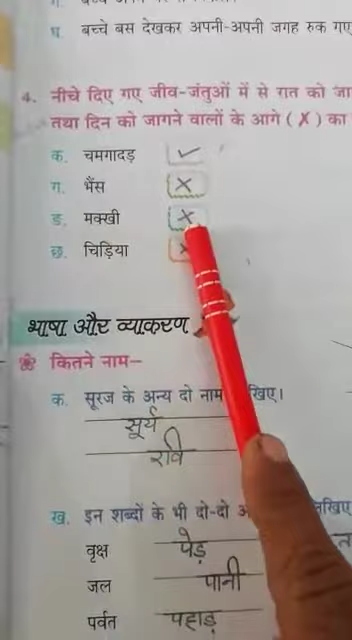 घ. बच्चे बस देखकर अपनी-अपनी जगह रुक गए
4. नीचे दिए गए जीव-जंतुओं में से रात को जा
तथा दिन को जागने वालों के आगे (✗) का
क. चमगादड़ ✓
ग. भैंस ✗
ङ. मक्खी ✗
छ. चिड़िया ✗
भाषा और व्याकरण
कितने नाम—
क. सूरज के अन्य दो नाम खिए।
सूर्य
रवि
ख. इन शब्दों के भी दो-दो अ लिखिए
वृक्ष पेड़
जल पानी
पर्वत पहाड़